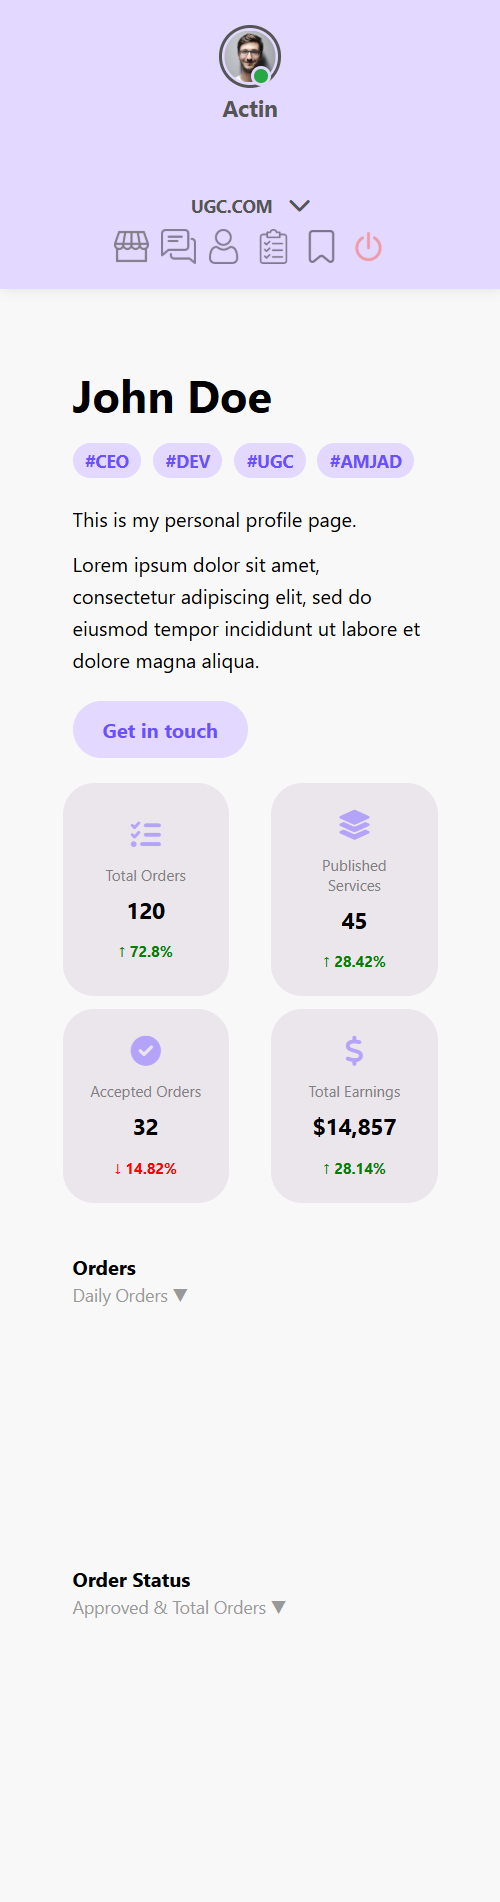 Actin
UGC.COM
John Doe
#CEO #DEV #UGC #AMJAD
This is my personal profile page.
Lorem ipsum dolor sit amet,
consectetur adipiscing elit, sed do
eiusmod tempor incididunt ut labore et
dolore magna aliqua.
Get in touch
Total Orders
120
↑ 72.8%
Published
Services
45
↑ 28.42%
Accepted Orders
32
↓ 14.82%
Total Earnings
$14,857
↑ 28.14%
Orders
Daily Orders ▼
Order Status
Approved & Total Orders ▼